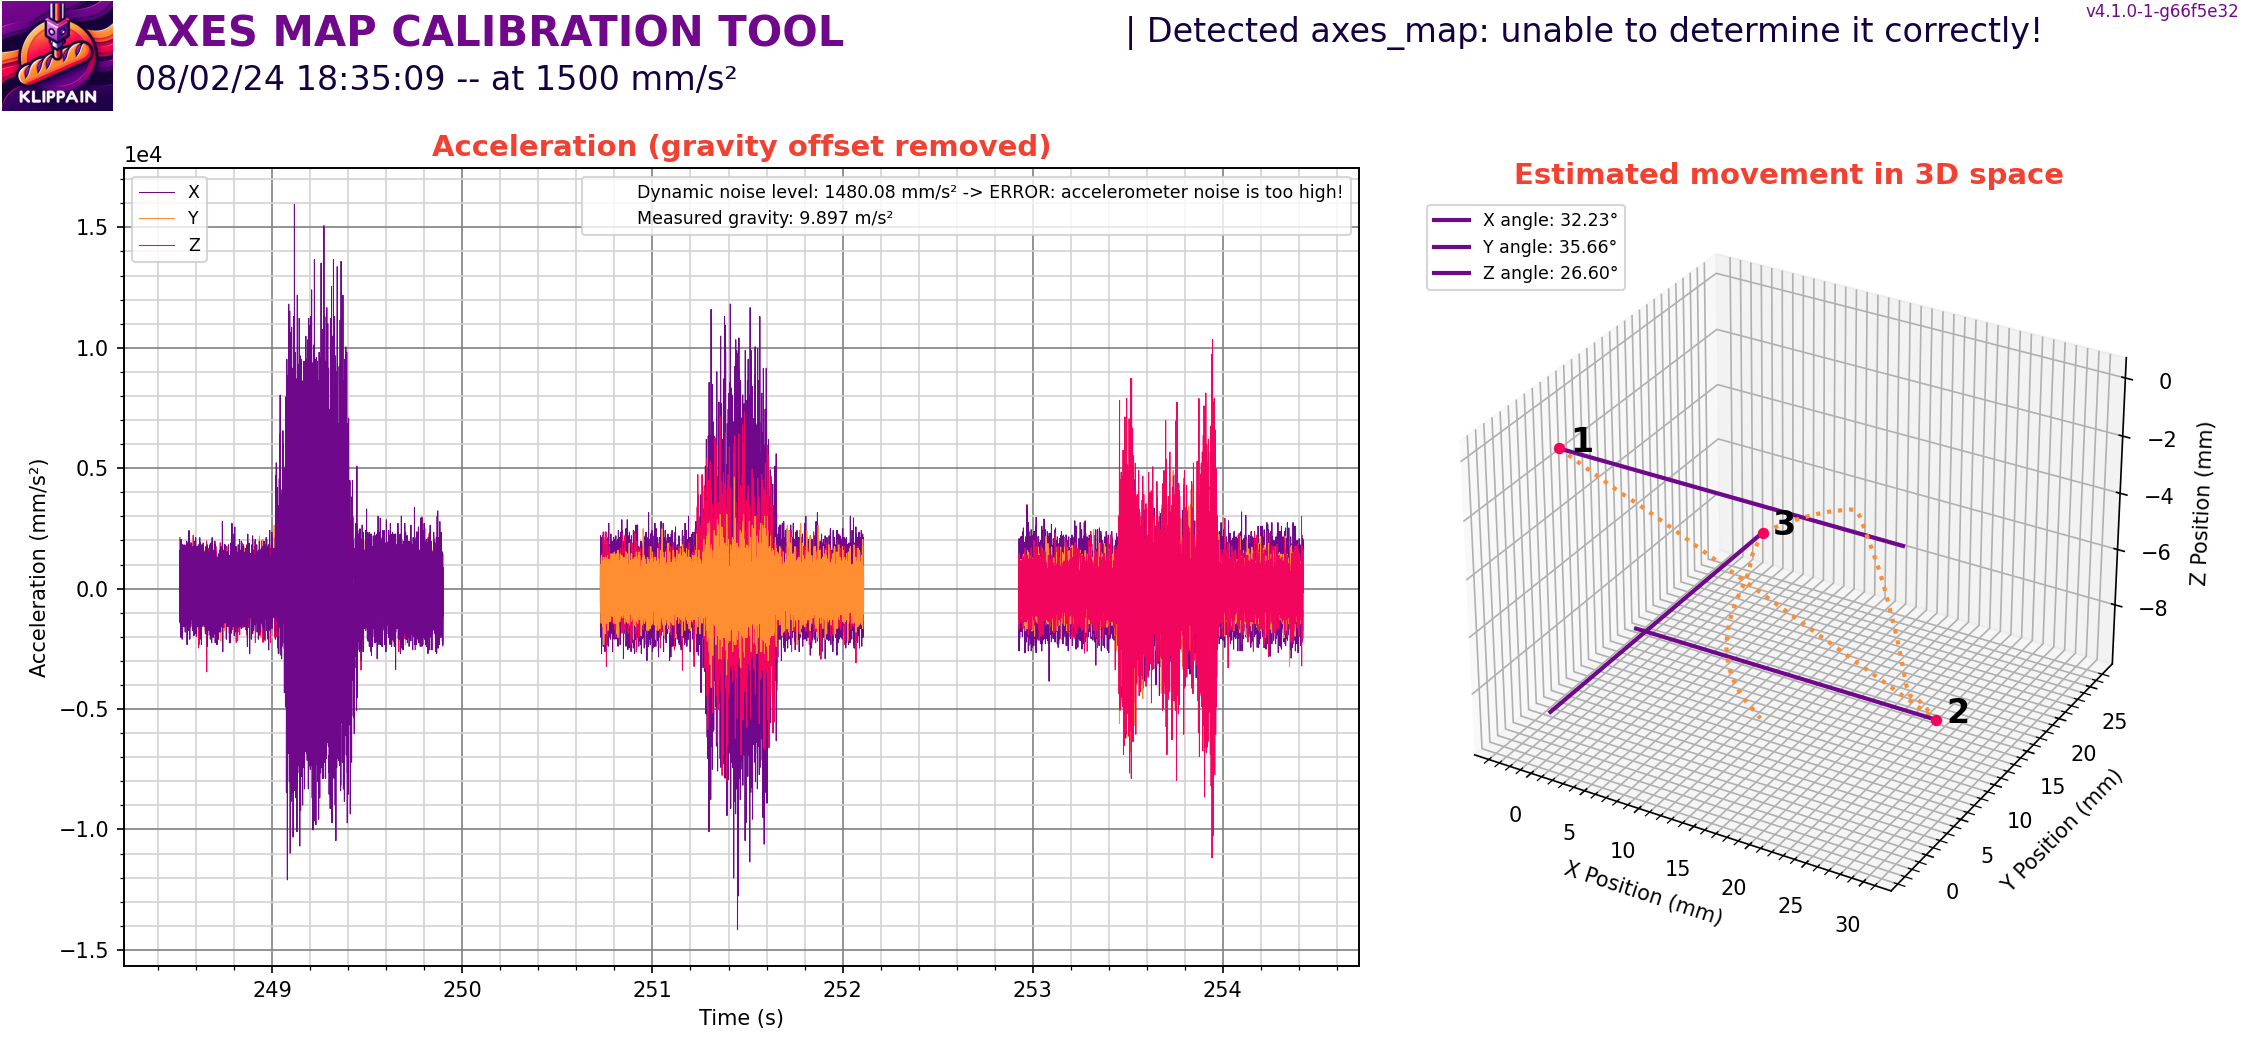 KLIPPAIN
AXES MAP CALIBRATION TOOL
08/02/24 18:35:09 -- at 1500 mm/s²
| Detected axes_map: unable to determine it correctly!
v4.1.0-1-g66f5e32
Acceleration (gravity offset removed)
1e4
X
Y
Z
Dynamic noise level: 1480.08 mm/s² -> ERROR: accelerometer noise is too high!
Measured gravity: 9.897 m/s²
1.5
1.0
0.5
0.0
−0.5
−1.0
−1.5
Acceleration (mm/s²)
249 250 251 252 253 254
Time (s)
Estimated movement in 3D space
X angle: 32.23°
Y angle: 35.66°
Z angle: 26.60°
1
3
2
0
−2
−4
−6
−8
Z Position (mm)
0
5
10
15
20
25
30
X Position (mm)
0
5
10
15
20
25
Y Position (mm)